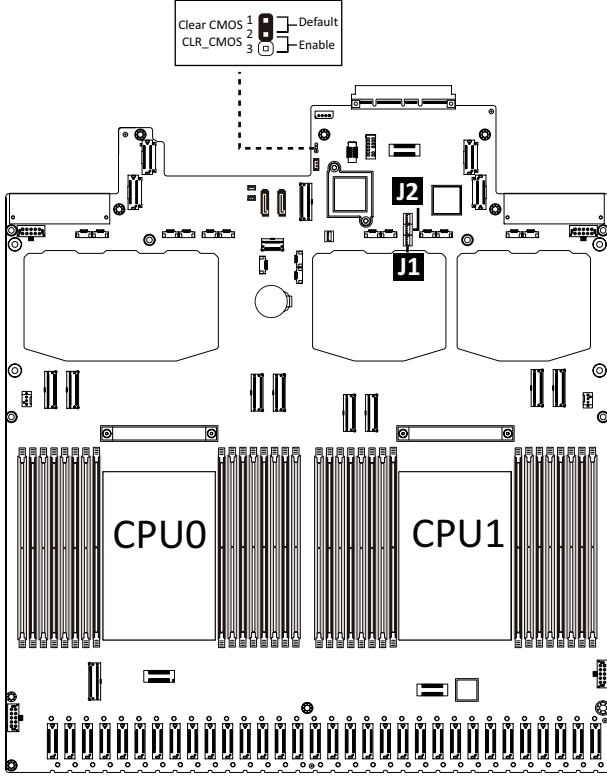 Clear CMOS 1 Default
CLR_CMOS 2
3 Enable
J2
J1
CPU0
CPU1